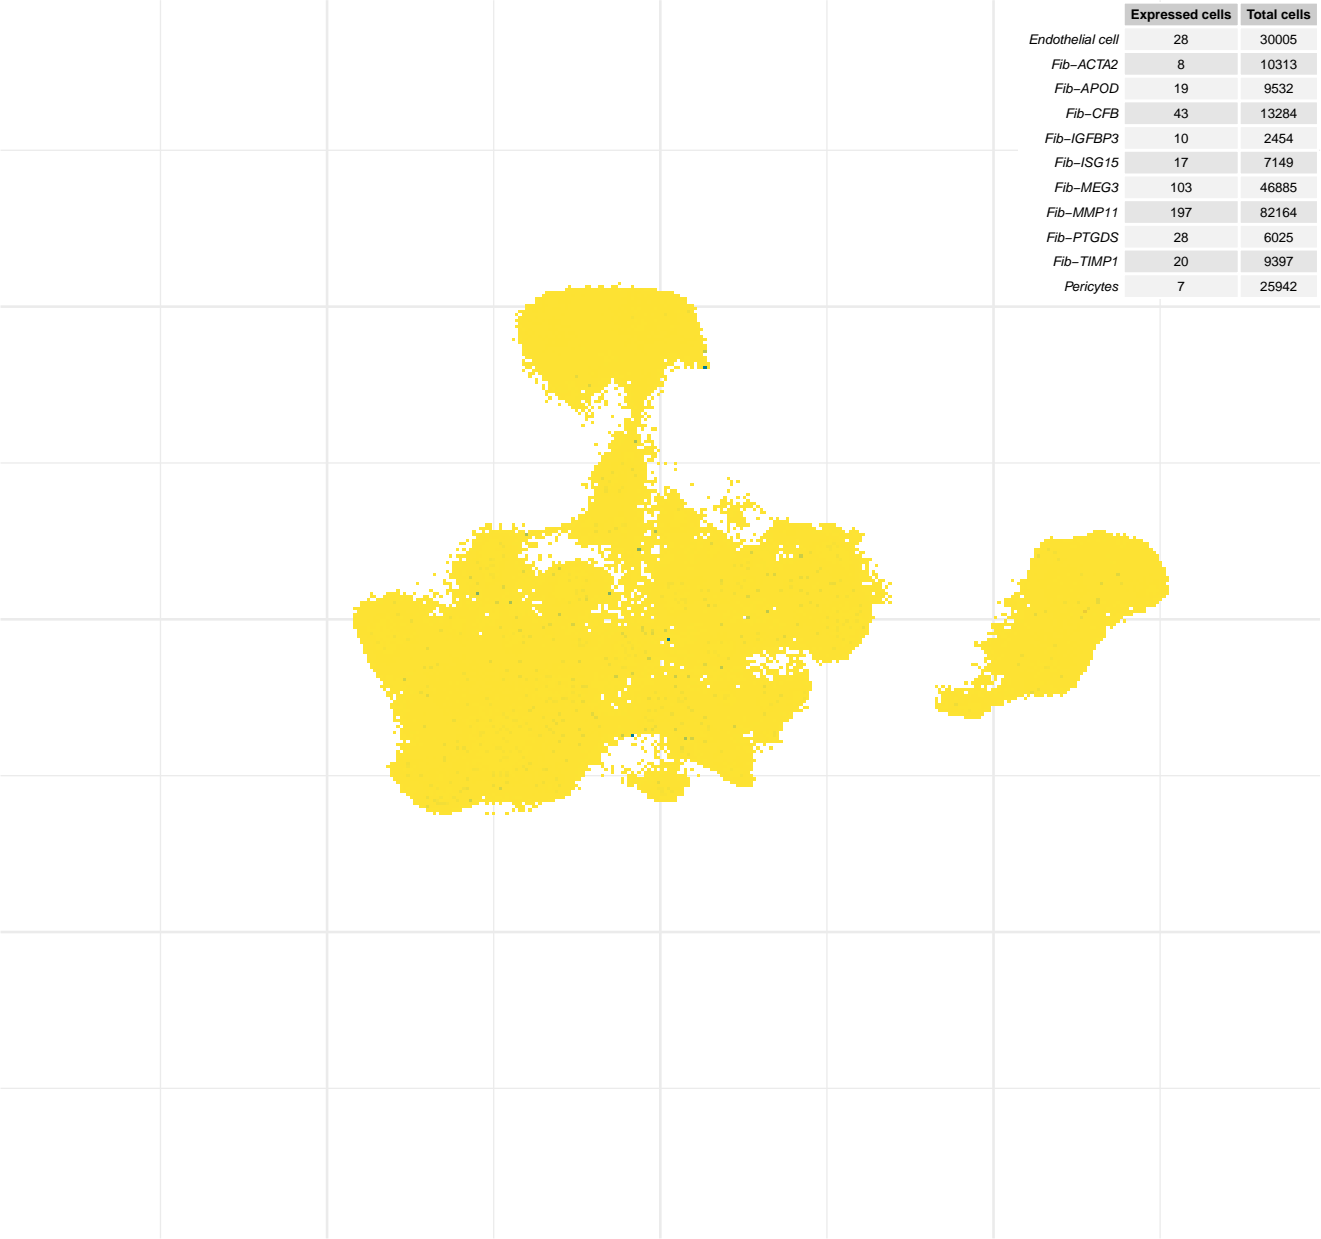 Expressed cells Total cells
Endothelial cell 28 30005
Fib−ACTA2 8 10313
Fib−APOD 19 9532
Fib−CFB 43 13284
Fib−IGFBP3 10 2454
Fib−ISG15 17 7149
Fib−MEG3 103 46885
Fib−MMP11 197 82164
Fib−PTGDS 28 6025
Fib−TIMP1 20 9397
Pericytes 7 25942